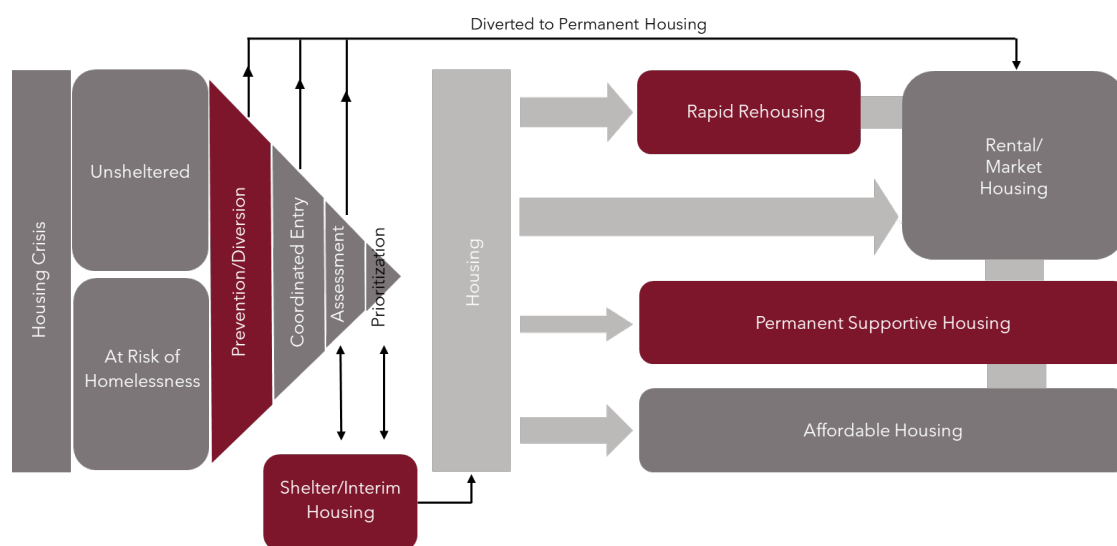 Diverted to Permanent Housing
Housing Crisis
Unsheltered
At Risk of
Homelessness
Prevention/Diversion
Coordinated Entry
Assessment
Prioritization
Shelter/Interim
Housing
Housing
Rapid Rehousing
Rental/
Market
Housing
Permanent Supportive Housing
Affordable Housing